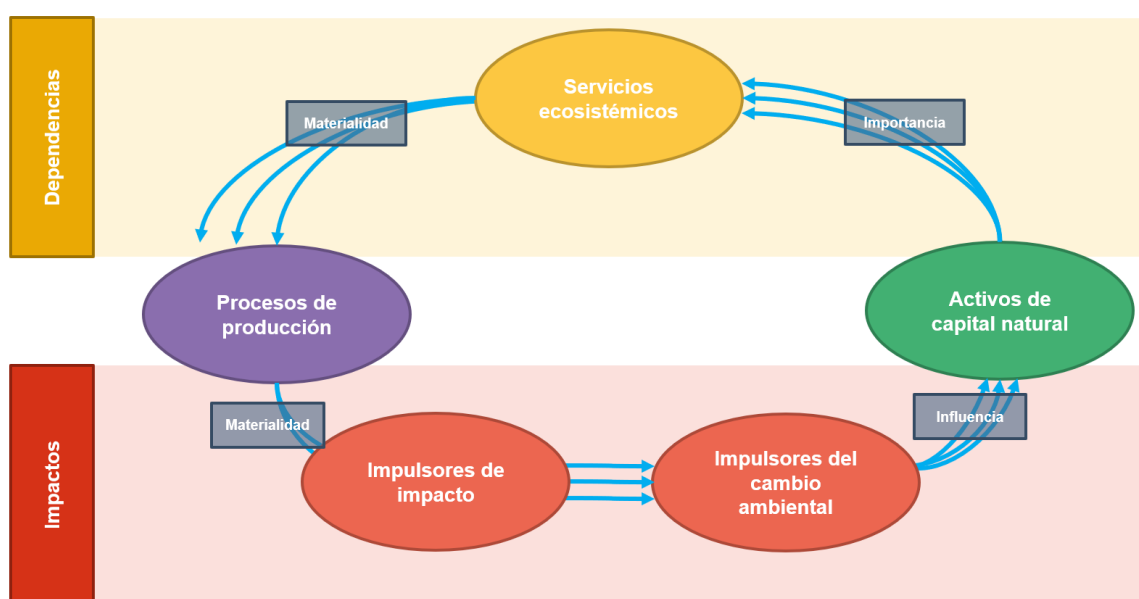 Dependencias
Servicios
ecosistémicos
Materialidad
Importancia
Procesos de
producción
Activos de
capital natural
Impactos
Materialidad
Influencia
Impulsores de
impacto
Impulsores del
cambio
ambiental